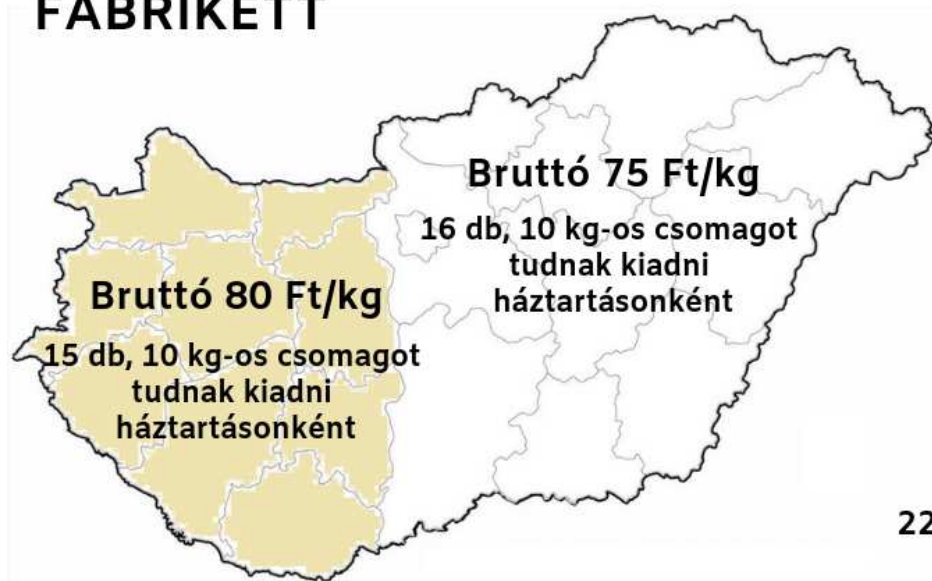 FABRIKETT
Bruttó 75 Ft/kg
16 db, 10 kg-os csomagot
tudnak kiadni
háztartásonként
Bruttó 80 Ft/kg
15 db, 10 kg-os csomagot
tudnak kiadni
háztartásonként
22